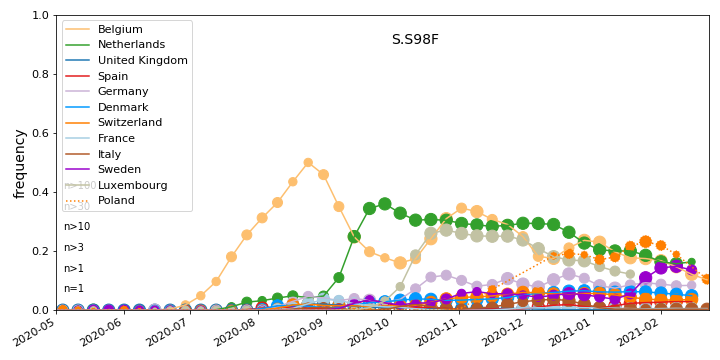 S.S98F
frequency
1.0
0.8
0.6
0.4
0.2
0.0
Belgium
Netherlands
United Kingdom
Spain
Germany
Denmark
Switzerland
France
Italy
Sweden
Luxembourg
Poland
n>100
n>30
n>10
n>3
n>1
n=1
2020-05
2020-06
2020-07
2020-08
2020-09
2020-10
2020-11
2020-12
2021-01
2021-02